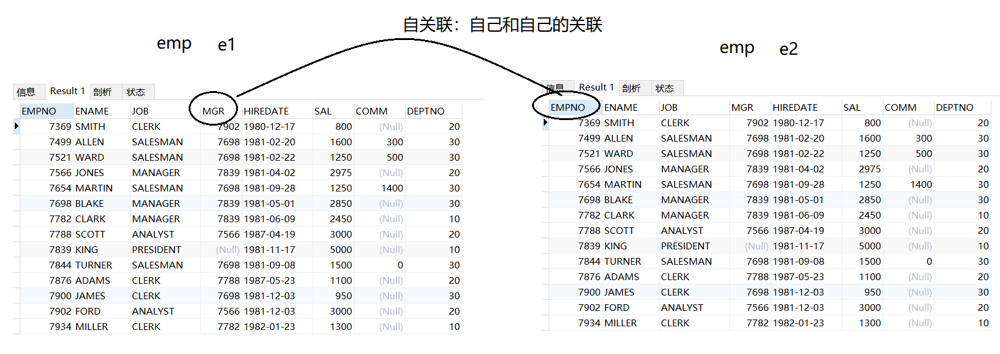 自关联：自己和自己的关联
emp e1
emp e2
信息 Result 1 剖析 状态
EMPNO ENAME JOB MGR HIREDATE SAL COMM DEPTNO
7369 SMITH CLERK 7902 1980-12-17 800 (Null) 20
7499 ALLEN SALESMAN 7698 1981-02-20 1600 300 30
7521 WARD SALESMAN 7698 1981-02-22 1250 500 30
7566 JONES MANAGER 7839 1981-04-02 2975 (Null) 20
7654 MARTIN SALESMAN 7698 1981-09-28 1250 1400 30
7698 BLAKE MANAGER 7839 1981-05-01 2850 (Null) 30
7782 CLARK MANAGER 7839 1981-06-09 2450 (Null) 10
7788 SCOTT ANALYST 7566 1987-04-19 3000 (Null) 20
7839 KING PRESIDENT (Null) 1981-11-17 5000 (Null) 10
7844 TURNER SALESMAN 7698 1981-09-08 1500 0 30
7876 ADAMS CLERK 7788 1987-05-23 1100 (Null) 20
7900 JAMES CLERK 7698 1981-12-03 950 (Null) 30
7902 FORD ANALYST 7566 1981-12-03 3000 (Null) 20
7934 MILLER CLERK 7782 1982-01-23 1300 (Null) 10
信息 Result 1 剖析 状态
EMPNO ENAME JOB MGR HIREDATE SAL COMM DEPTNO
7369 SMITH CLERK 7902 1980-12-17 800 (Null) 20
7499 ALLEN SALESMAN 7698 1981-02-20 1600 300 30
7521 WARD SALESMAN 7698 1981-02-22 1250 500 30
7566 JONES MANAGER 7839 1981-04-02 2975 (Null) 20
7654 MARTIN SALESMAN 7698 1981-09-28 1250 1400 30
7698 BLAKE MANAGER 7839 1981-05-01 2850 (Null) 30
7782 CLARK MANAGER 7839 1981-06-09 2450 (Null) 10
7788 SCOTT ANALYST 7566 1987-04-19 3000 (Null) 20
7839 KING PRESIDENT (Null) 1981-11-17 5000 (Null) 10
7844 TURNER SALESMAN 7698 1981-09-08 1500 0 30
7876 ADAMS CLERK 7788 1987-05-23 1100 (Null) 20
7900 JAMES CLERK 7698 1981-12-03 950 (Null) 30
7902 FORD ANALYST 7566 1981-12-03 3000 (Null) 20
7934 MILLER CLERK 7782 1982-01-23 1300 (Null) 10